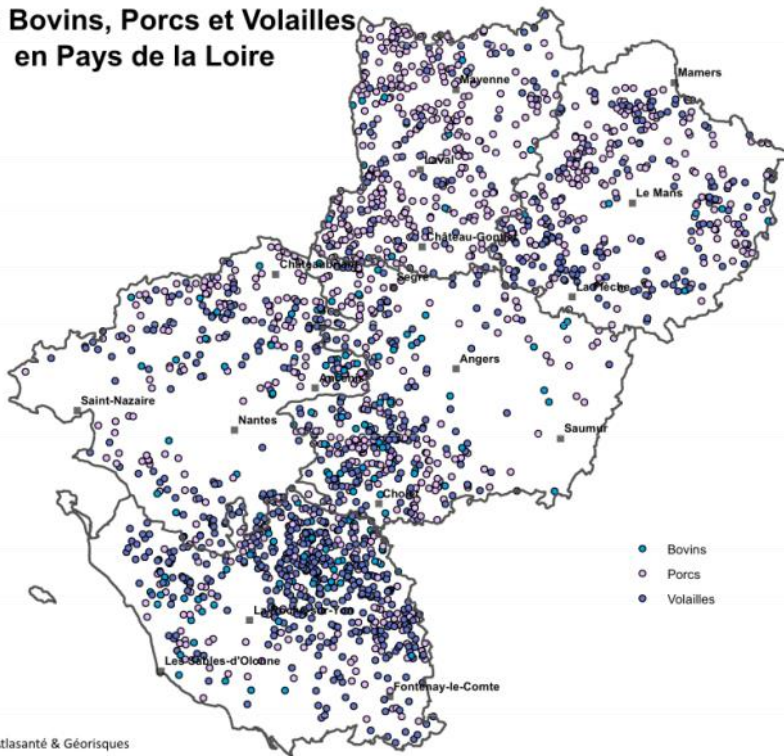 Bovins, Porcs et Volailles
en Pays de la Loire
Mamers
Mayenne
Laval
Le Mans
Château-Gontier
Châteaubriant
Segré
La Flèche
Angers
Ancenis
Saint-Nazaire
Nantes
Saumur
Cholet
Bovins
Porcs
Volailles
La Roche-sur-Yon
Les Sables-d'Olonne
Fontenay-le-Comte
tlasanté & Géorisques